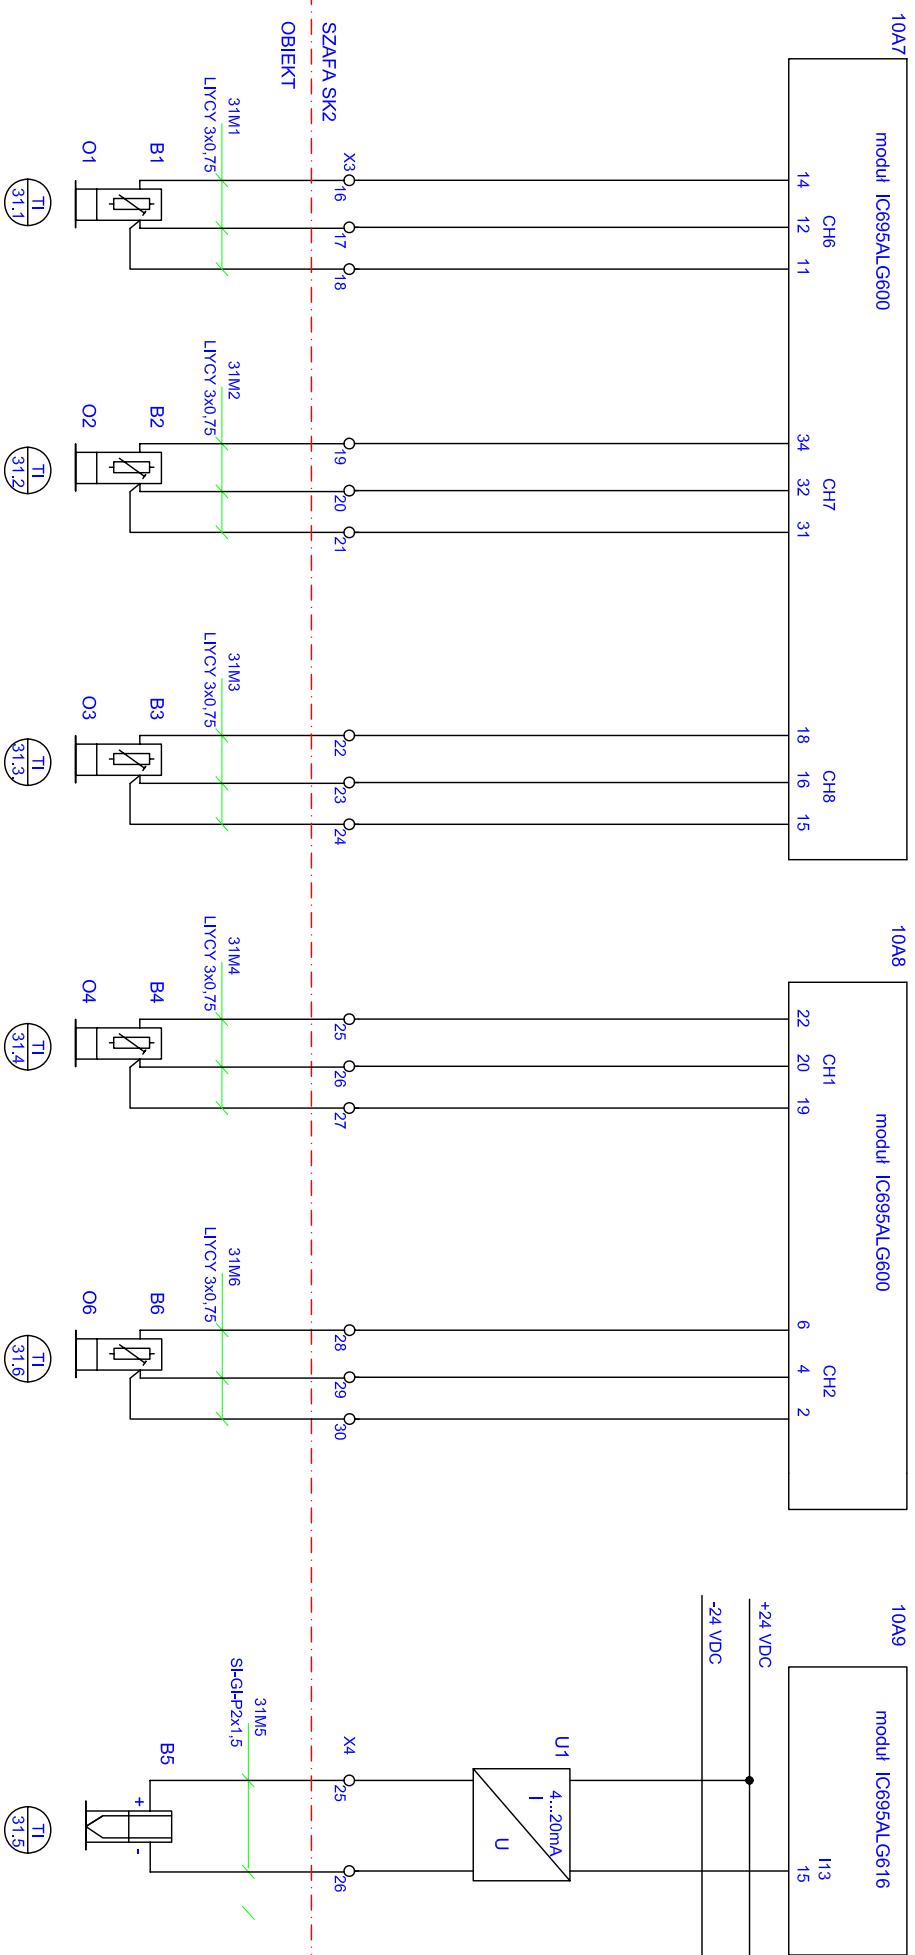 10A7
moduł IC695ALG600
14
12
11
CH6
34
32
31
CH7
18
16
15
CH8
10A8
moduł IC695ALG600
22
20
19
CH1
6
4
2
CH2
10A9
moduł IC695ALG616
15
I13
+24 VDC
-24 VDC
U1
4...20mA
I
U
SZAFA SK2
OBIEKT
X3
16
17
18
19
20
21
22
23
24
25
26
27
28
29
30
X4
25
26
31M1
LIYCY 3x0,75
31M2
LIYCY 3x0,75
31M3
LIYCY 3x0,75
31M4
LIYCY 3x0,75
31M6
LIYCY 3x0,75
31M5
SI-GI-P2x1,5
B1
B2
B3
B4
B6
B5
+
-
O1
O2
O3
O4
O6
TI
31.1
TI
31.2
TI
31.3.
TI
31.4
TI
31.6
TI
31.5